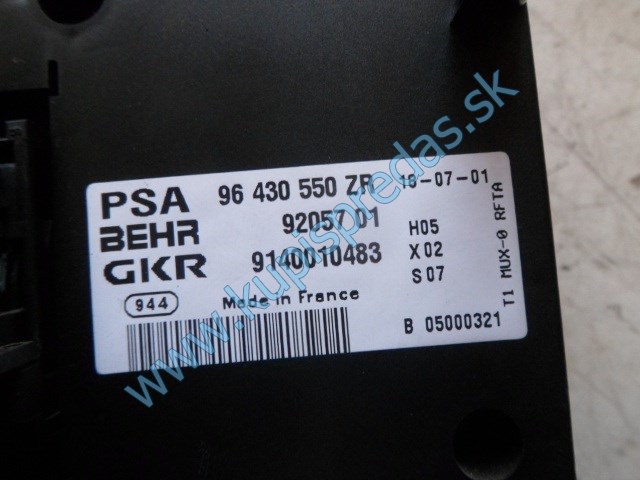 PSA 96 430 550 ZR 18-07-01
BEHR 92057 01 H05
GKR 9140010483 X 02
S 07
944 Made in France
B 05000321
T1 MUX-0 RFTA
www.kupispredas.sk